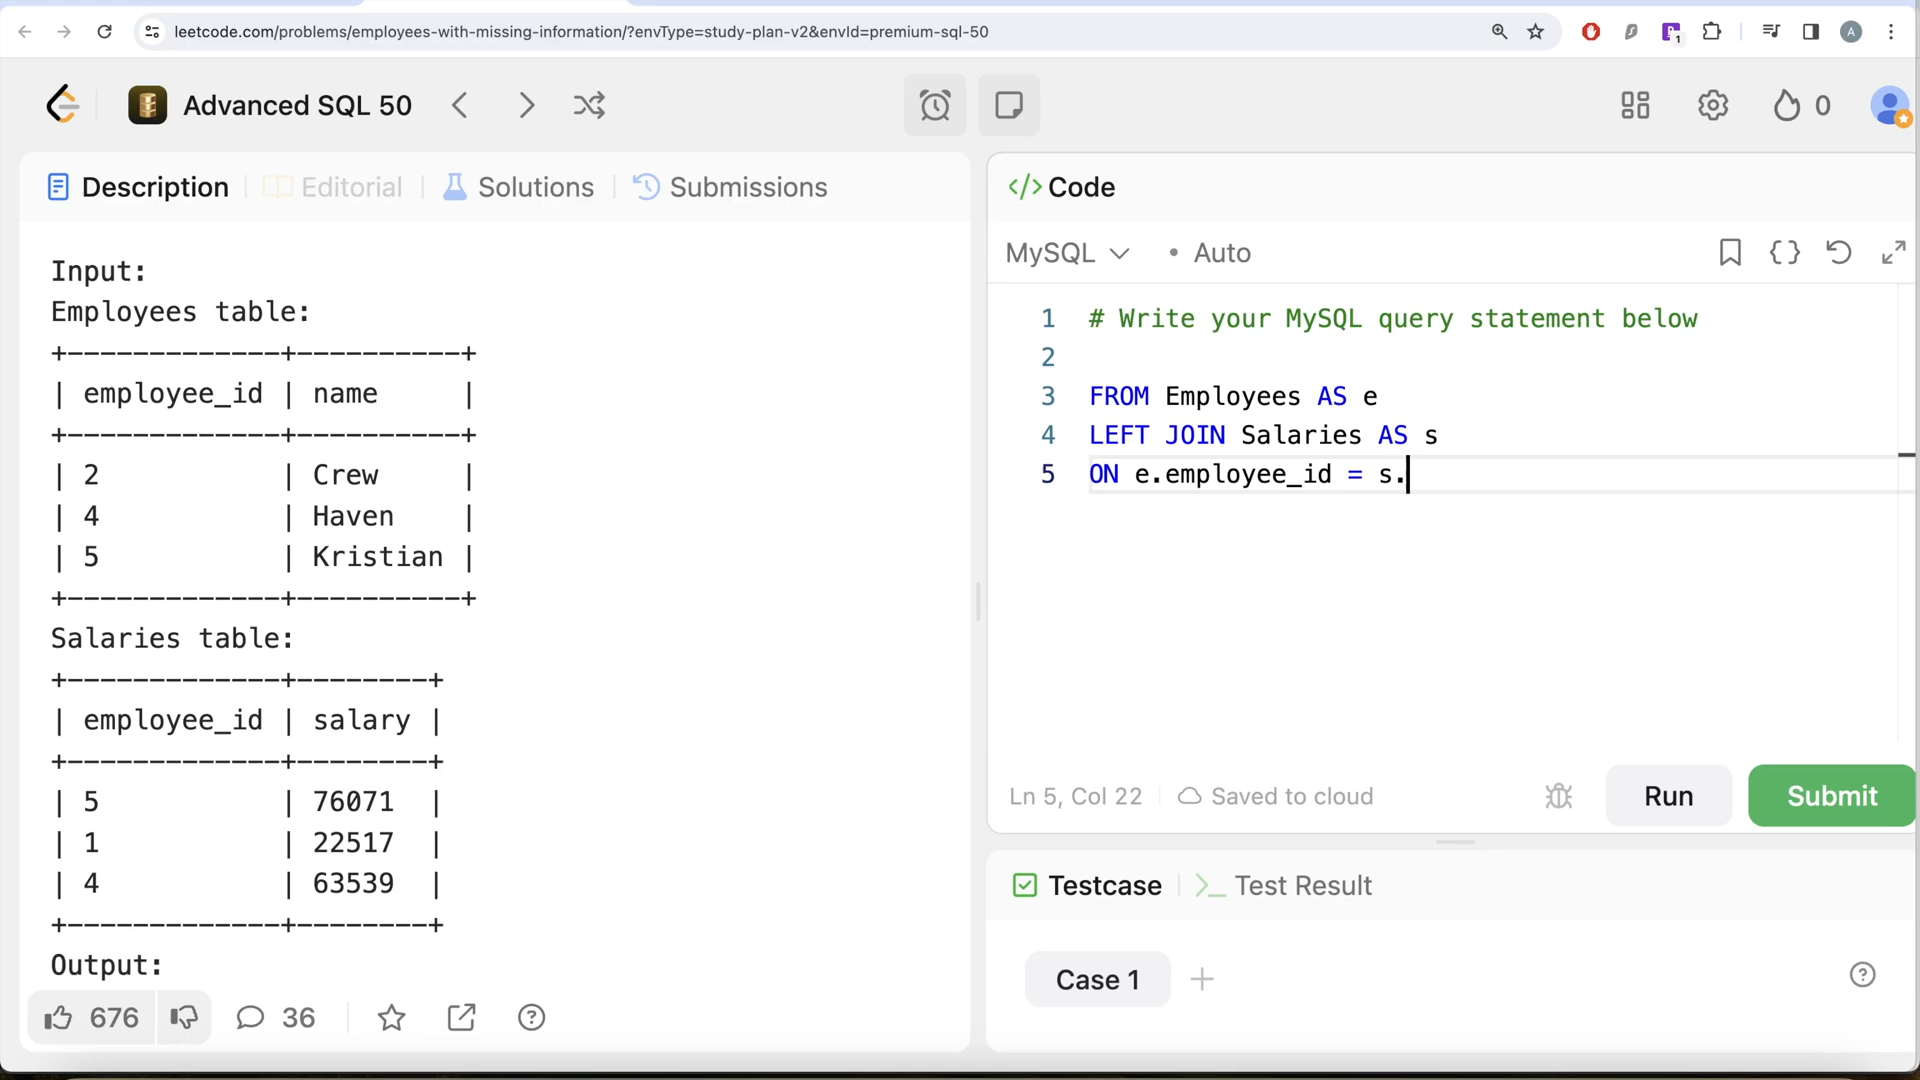 leetcode.com/problems/employees-with-missing-information/?envType=study-plan-v2&envId=premium-sql-50
1
A
Advanced SQL 50
0
Description
Editorial
Solutions
Submissions
Input:
Employees table:
+-------------+----------+
| employee_id | name     |
+-------------+----------+
| 2           | Crew     |
| 4           | Haven    |
| 5           | Kristian |
+-------------+----------+
Salaries table:
+-------------+--------+
| employee_id | salary |
+-------------+--------+
| 5           | 76071  |
| 1           | 22517  |
| 4           | 63539  |
+-------------+--------+
Output:
676
36
</> Code
MySQL • Auto
1 # Write your MySQL query statement below
2
3 FROM Employees AS e
4 LEFT JOIN Salaries AS s
5 ON e.employee_id = s.
Ln 5, Col 22
Saved to cloud
Run
Submit
Testcase
>_ Test Result
Case 1 +